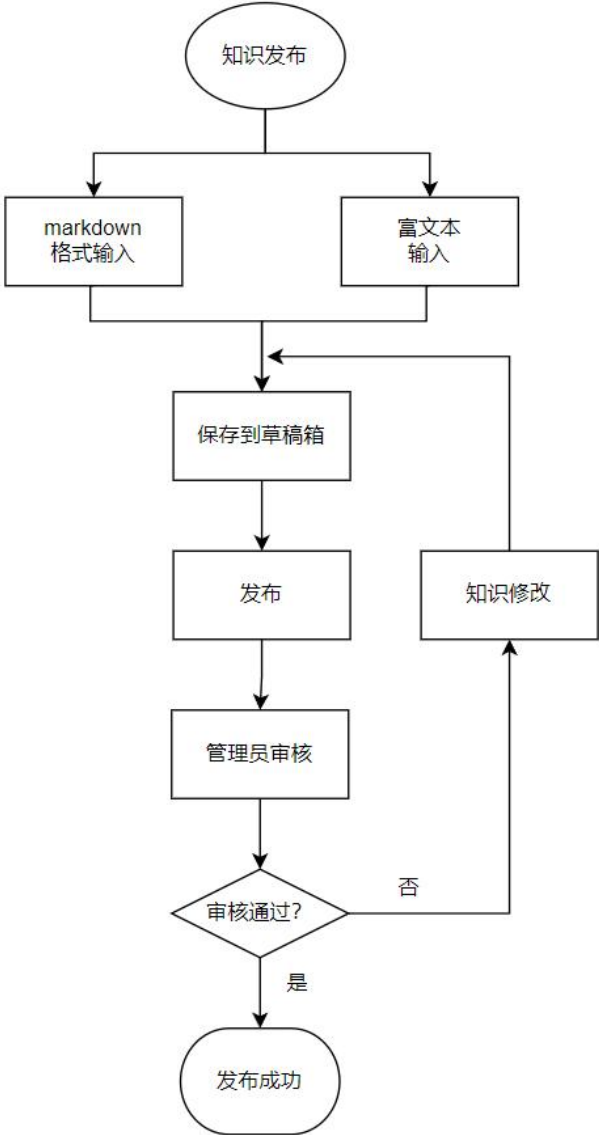 知识发布
markdown
格式输入
富文本
输入
保存到草稿箱
发布
知识修改
管理员审核
审核通过?
否
是
发布成功